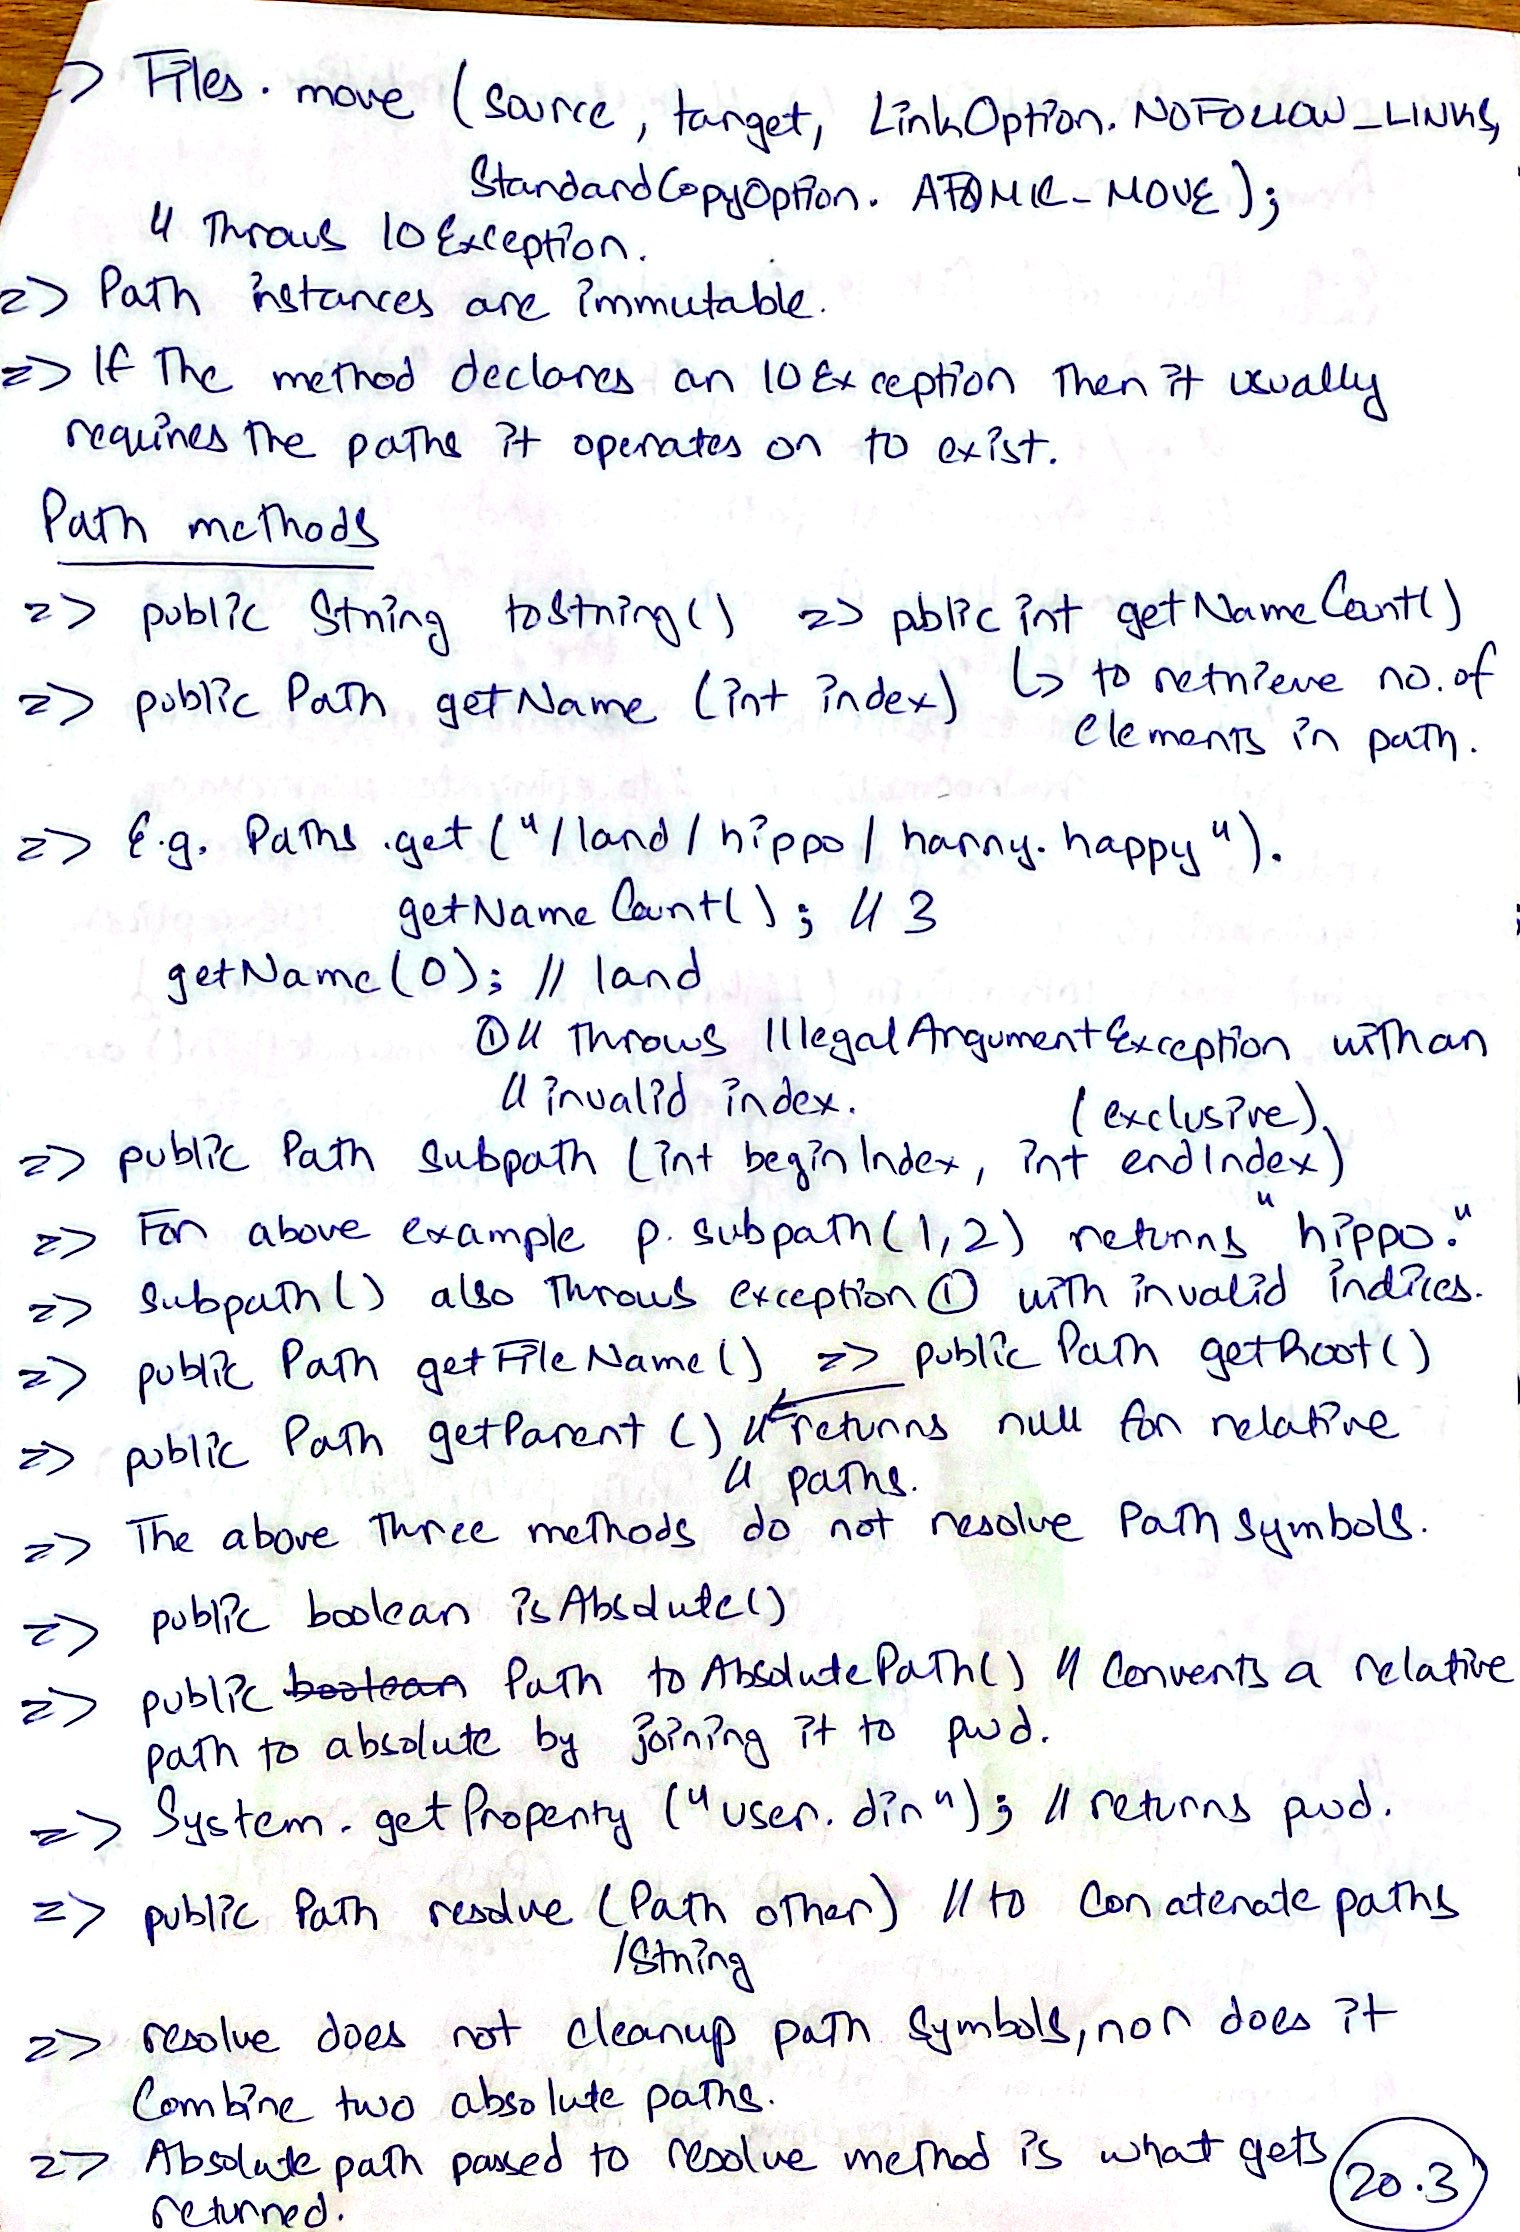 => Files.move (source, target, LinkOption.NOFOLLOW_LINKS,
StandardCopyOption.ATOMIC_MOVE);
// Throws IOException.
=> Path instances are immutable.
=> If the method declares an IOException then it usually
requires the paths it operates on to exist.
Path methods
=> public String toString() => pblic int getNameCount()
=> public Path getName (int index) ↳ to retrieve no. of
elements in path.
=> E.g. Paths.get("/land/hippo/harry.happy").
getNameCount(); // 3
getName(0); // land
① // throws IllegalArgumentException with an
// invalid index.
(exclusive)
=> public Path subpath (int beginIndex, int endIndex)
=> For above example p.subpath(1,2) returns "hippo."
=> subpath() also throws exception ① with invalid indices.
=> public Path getFileName() => public Path getRoot()
=> public Path getParent() // returns null for relative
// paths.
=> The above three methods do not resolve path symbols.
=> public boolean isAbsolute()
=> public boolean Path toAbsolutePath() // Converts a relative
path to absolute by joining it to pwd.
=> System.getProperty ("user.dir"); // returns pwd.
=> public Path resolve (Path other) // to Conatenate paths
/String
=> resolve does not cleanup path symbols, nor does it
Combine two absolute paths.
=> Absolute path passed to resolve method is what gets
returned.
20.3